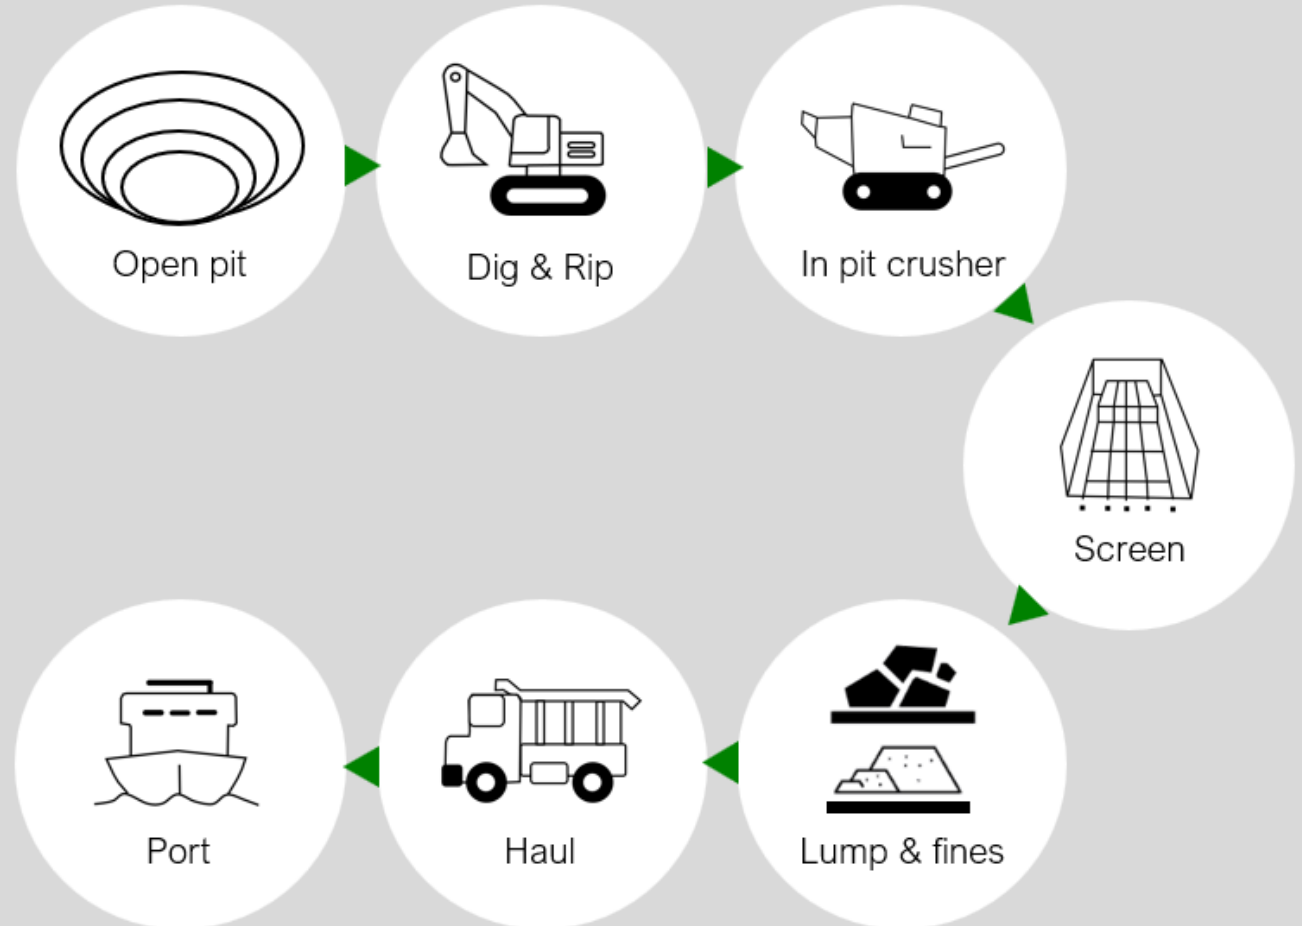 Open pit
Dig & Rip
In pit crusher
Screen
Lump & fines
Haul
Port